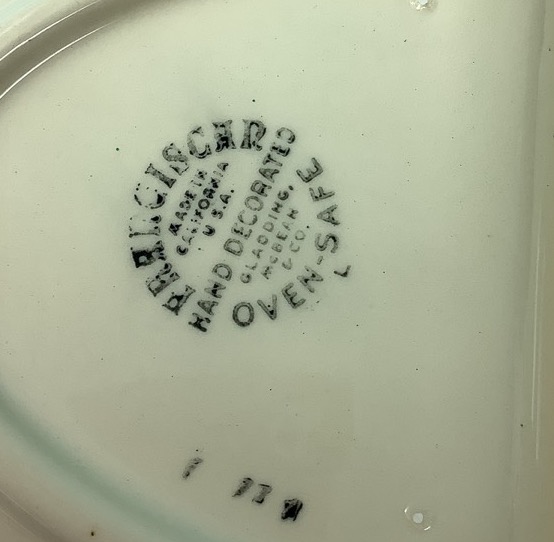 FRANCISCAN
MADE IN
CALIFORNIA
U.S.A.
HAND DECORATED
GLADDING,
McBEAN
& CO.
OVEN-SAFE
L